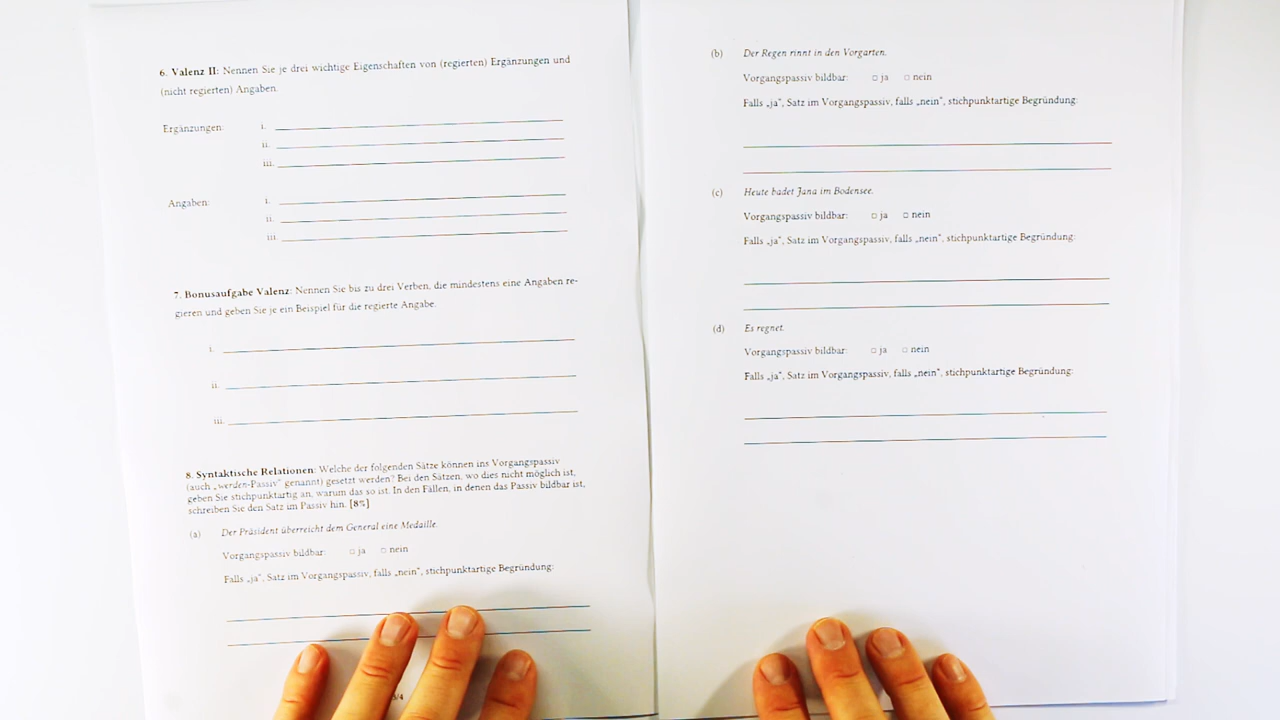 6. Valenz II: Nennen Sie je drei wichtige Eigenschaften von (regierten) Ergänzungen und
(nicht regierten) Angaben.
Ergänzungen:
i.
ii.
iii.
Angaben:
i.
ii.
iii.
7. Bonusaufgabe Valenz: Nennen Sie bis zu drei Verben, die mindestens eine Angaben re-
gieren und geben Sie je ein Beispiel für die regierte Angabe.
i.
ii.
iii.
8. Syntaktische Relationen: Welche der folgenden Sätze können ins Vorgangspassiv
(auch „werden-Passiv“ genannt) gesetzt werden? Bei den Sätzen, wo dies nicht möglich ist,
geben Sie stichpunktartig an, warum das so ist. In den Fällen, in denen das Passiv bildbar ist,
schreiben Sie den Satz im Passiv hin. [8%]
(a) Der Präsident überreicht dem General eine Medaille.
Vorgangspassiv bildbar: □ ja □ nein
Falls „ja“, Satz im Vorgangspassiv, falls „nein“, stichpunktartige Begründung:
/4
(b) Der Regen rinnt in den Vorgarten.
Vorgangspassiv bildbar: □ ja □ nein
Falls „ja“, Satz im Vorgangspassiv, falls „nein“, stichpunktartige Begründung:
(c) Heute badet Jana im Bodensee.
Vorgangspassiv bildbar: □ ja □ nein
Falls „ja“, Satz im Vorgangspassiv, falls „nein“, stichpunktartige Begründung:
(d) Es regnet.
Vorgangspassiv bildbar: □ ja □ nein
Falls „ja“, Satz im Vorgangspassiv, falls „nein“, stichpunktartige Begründung: